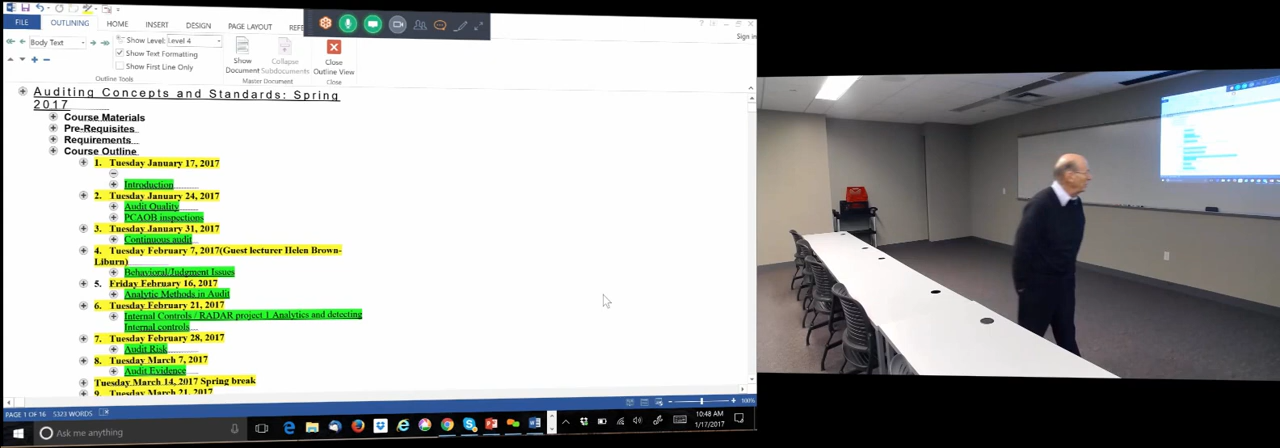 FILE
OUTLINING
HOME
INSERT
DESIGN
PAGE LAYOUT
REFE
Sign in
Body Text
Show Level: Level 4
Show Text Formatting
Show First Line Only
Outline Tools
Show
Document
Collapse
Subdocuments
Master Document
Close
Outline View
Close
Auditing Concepts and Standards: Spring
2017
Course Materials
Pre-Requisites
Requirements
Course Outline
1. Tuesday January 17, 2017
Introduction
2. Tuesday January 24, 2017
Audit Quality
PCAOB inspections
3. Tuesday January 31, 2017
Continuous audit
4. Tuesday February 7, 2017(Guest lecturer Helen Brown-
Liburn)
Behavioral/Judgment Issues
5. Friday February 16, 2017
Analytic Methods in Audit
6. Tuesday February 21, 2017
Internal Controls / RADAR project 1 Analytics and detecting
Internal controls
7. Tuesday February 28, 2017
Audit Risk
8. Tuesday March 7, 2017
Audit Evidence
Tuesday March 14, 2017 Spring break
9. Tuesday March 21, 2017
PAGE 1 OF 16 5323 WORDS
100%
Ask me anything
10:48 AM
1/17/2017